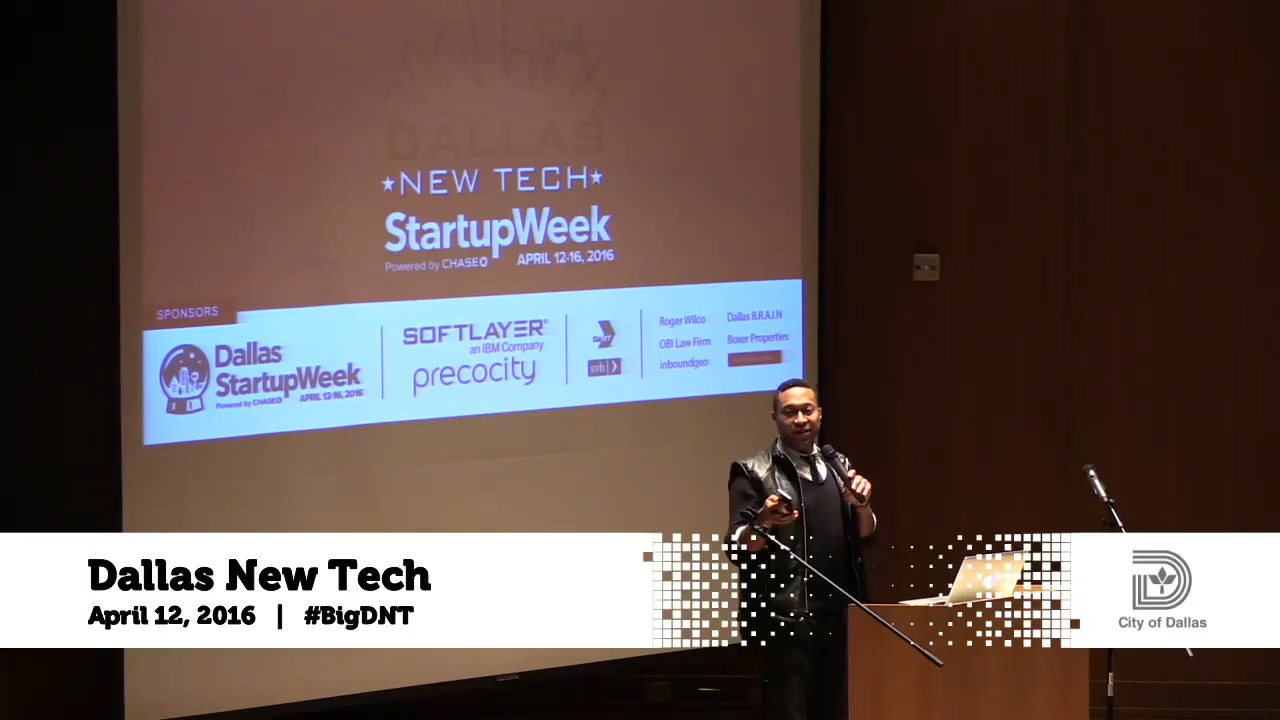 DALLAS
★NEW TECH★
StartupWeek
Powered by CHASE
APRIL 12-16, 2016
SPONSORS
Dallas
StartupWeek
Powered by CHASE
APRIL 12-16, 2016
SOFTLAYER®
an IBM Company
precocity
DART
svb
Roger Wilco
OBI Law Firm
inboundgeo
Dallas B.R.A.I.N.
Boxer Properties
Dallas New Tech
April 12, 2016 | #BigDNT
City of Dallas